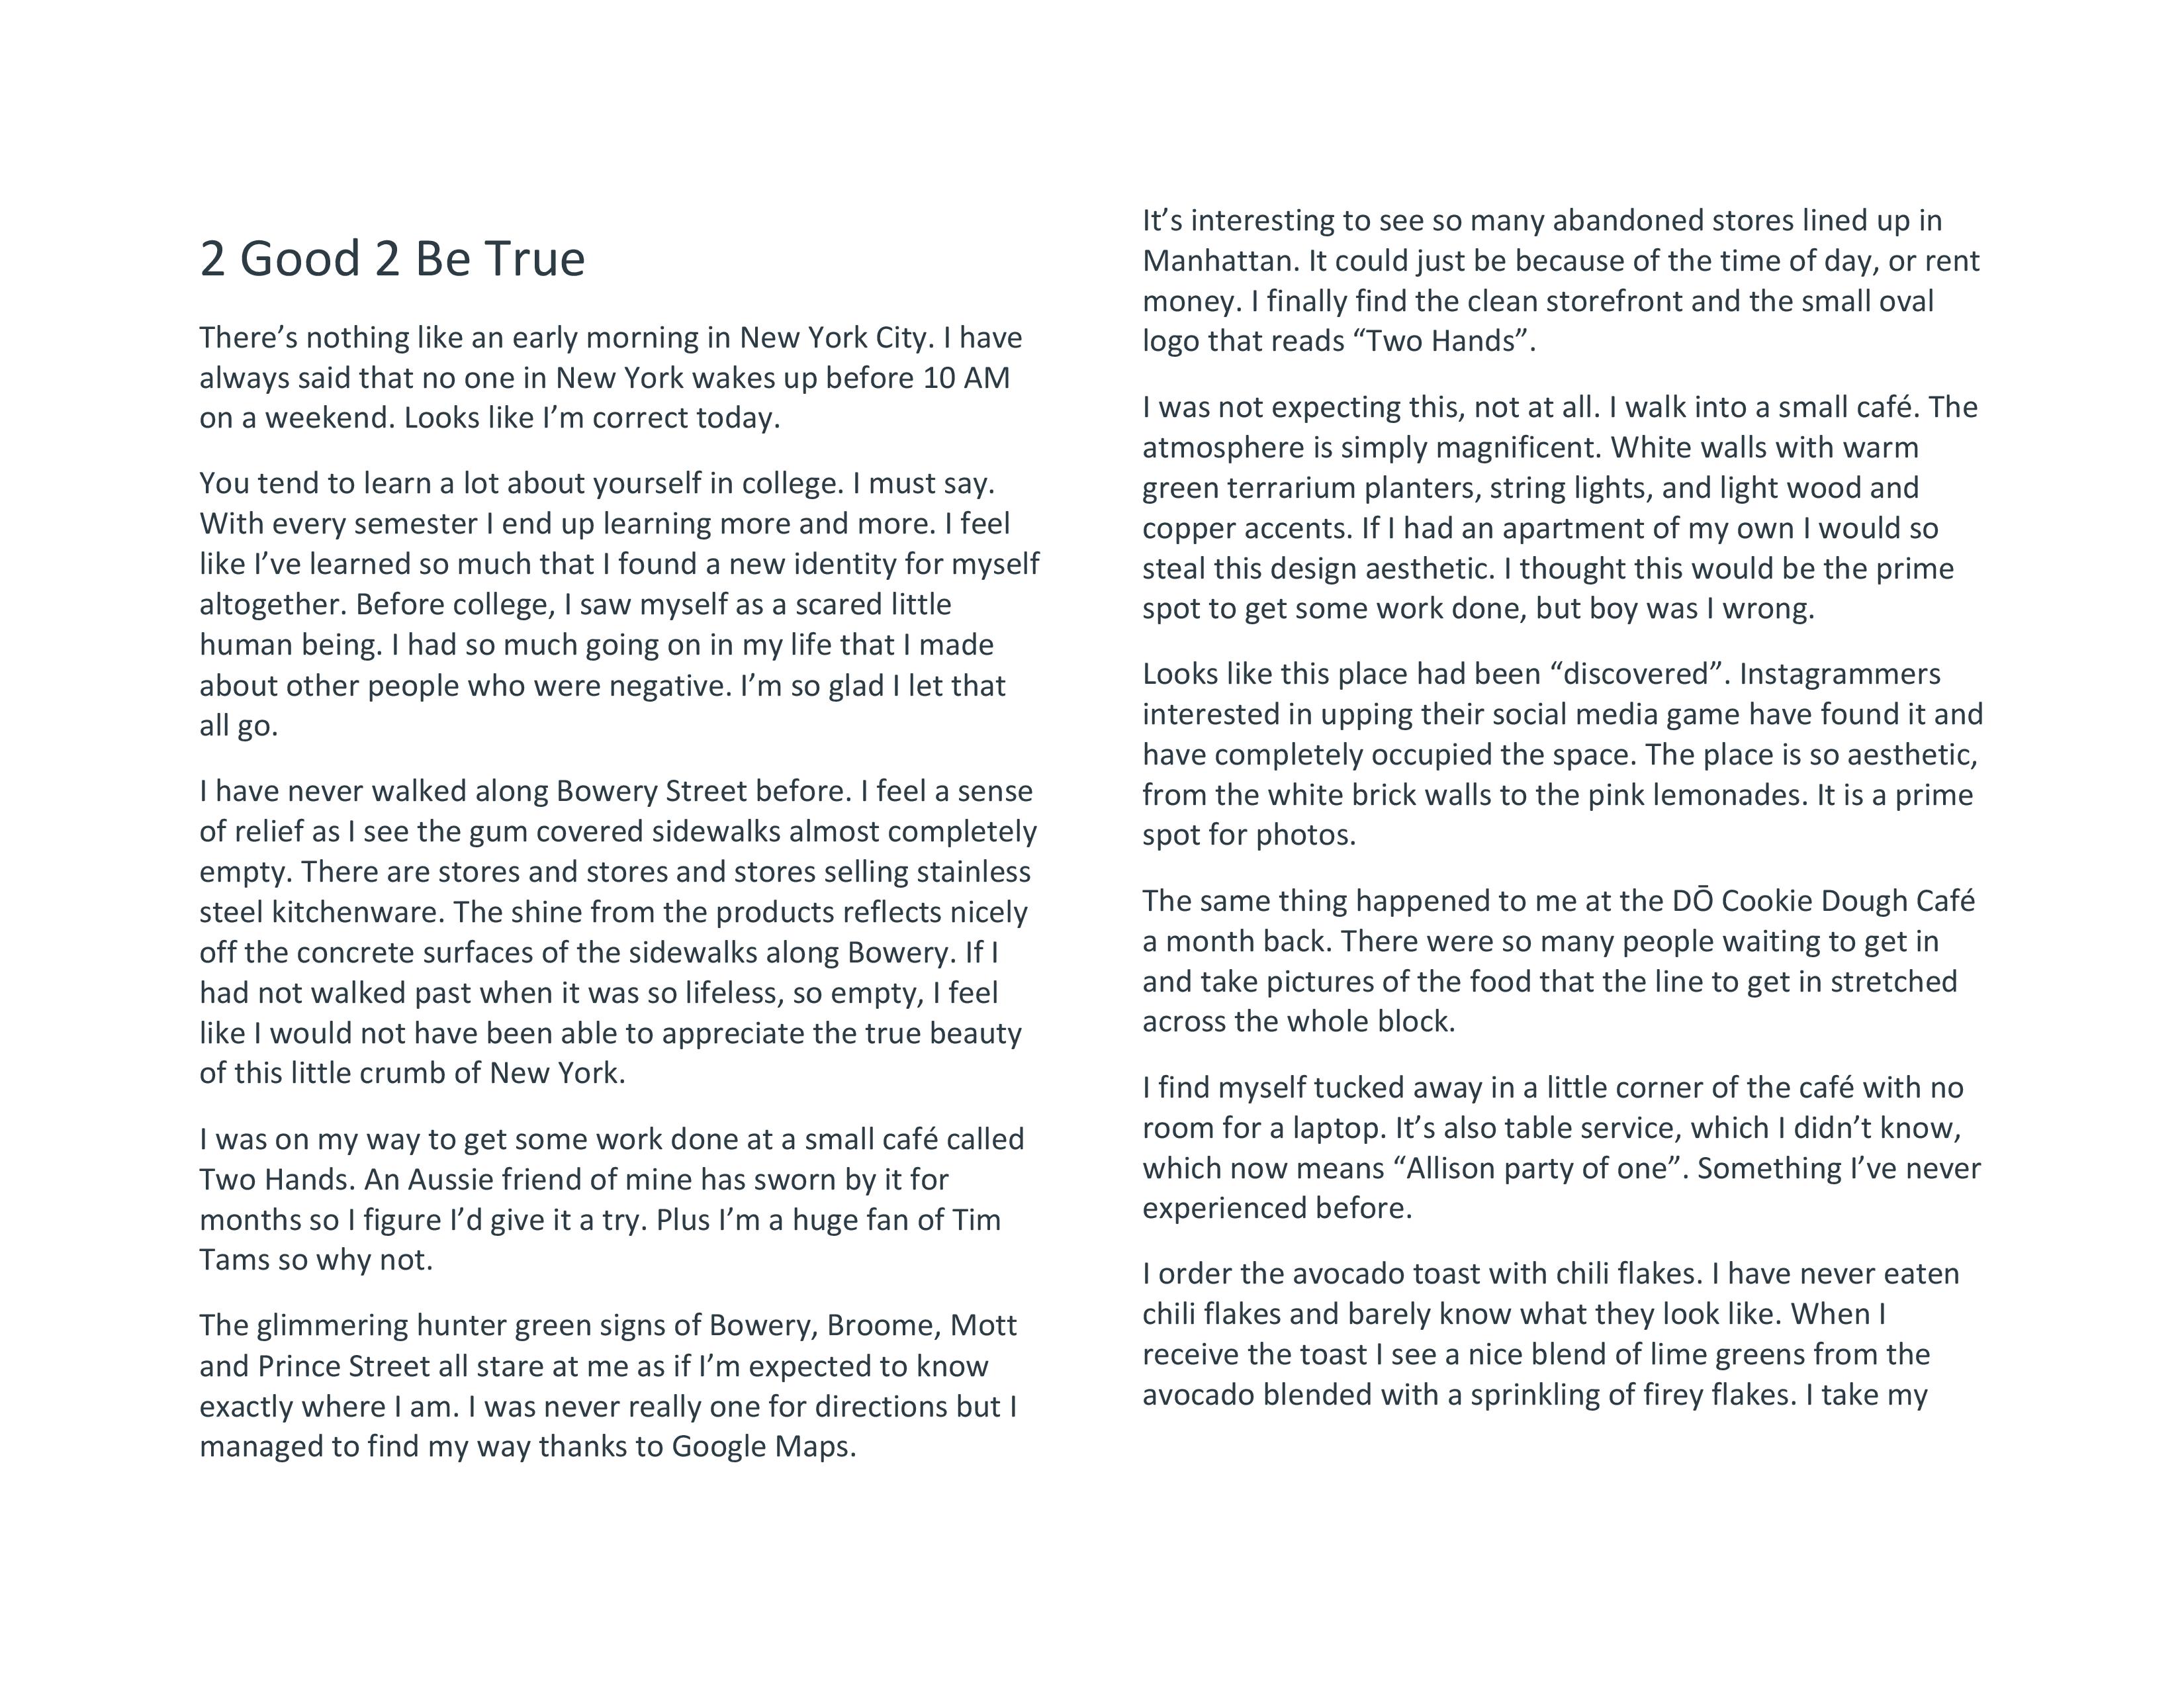 2 Good 2 Be True
There’s nothing like an early morning in New York City. I have
always said that no one in New York wakes up before 10 AM
on a weekend. Looks like I’m correct today.
You tend to learn a lot about yourself in college. I must say.
With every semester I end up learning more and more. I feel
like I’ve learned so much that I found a new identity for myself
altogether. Before college, I saw myself as a scared little
human being. I had so much going on in my life that I made
about other people who were negative. I’m so glad I let that
all go.
I have never walked along Bowery Street before. I feel a sense
of relief as I see the gum covered sidewalks almost completely
empty. There are stores and stores and stores selling stainless
steel kitchenware. The shine from the products reflects nicely
off the concrete surfaces of the sidewalks along Bowery. If I
had not walked past when it was so lifeless, so empty, I feel
like I would not have been able to appreciate the true beauty
of this little crumb of New York.
I was on my way to get some work done at a small café called
Two Hands. An Aussie friend of mine has sworn by it for
months so I figure I’d give it a try. Plus I’m a huge fan of Tim
Tams so why not.
The glimmering hunter green signs of Bowery, Broome, Mott
and Prince Street all stare at me as if I’m expected to know
exactly where I am. I was never really one for directions but I
managed to find my way thanks to Google Maps.
It’s interesting to see so many abandoned stores lined up in
Manhattan. It could just be because of the time of day, or rent
money. I finally find the clean storefront and the small oval
logo that reads “Two Hands”.
I was not expecting this, not at all. I walk into a small café. The
atmosphere is simply magnificent. White walls with warm
green terrarium planters, string lights, and light wood and
copper accents. If I had an apartment of my own I would so
steal this design aesthetic. I thought this would be the prime
spot to get some work done, but boy was I wrong.
Looks like this place had been “discovered”. Instagrammers
interested in upping their social media game have found it and
have completely occupied the space. The place is so aesthetic,
from the white brick walls to the pink lemonades. It is a prime
spot for photos.
The same thing happened to me at the DŌ Cookie Dough Café
a month back. There were so many people waiting to get in
and take pictures of the food that the line to get in stretched
across the whole block.
I find myself tucked away in a little corner of the café with no
room for a laptop. It’s also table service, which I didn’t know,
which now means “Allison party of one”. Something I’ve never
experienced before.
I order the avocado toast with chili flakes. I have never eaten
chili flakes and barely know what they look like. When I
receive the toast I see a nice blend of lime greens from the
avocado blended with a sprinkling of firey flakes. I take my